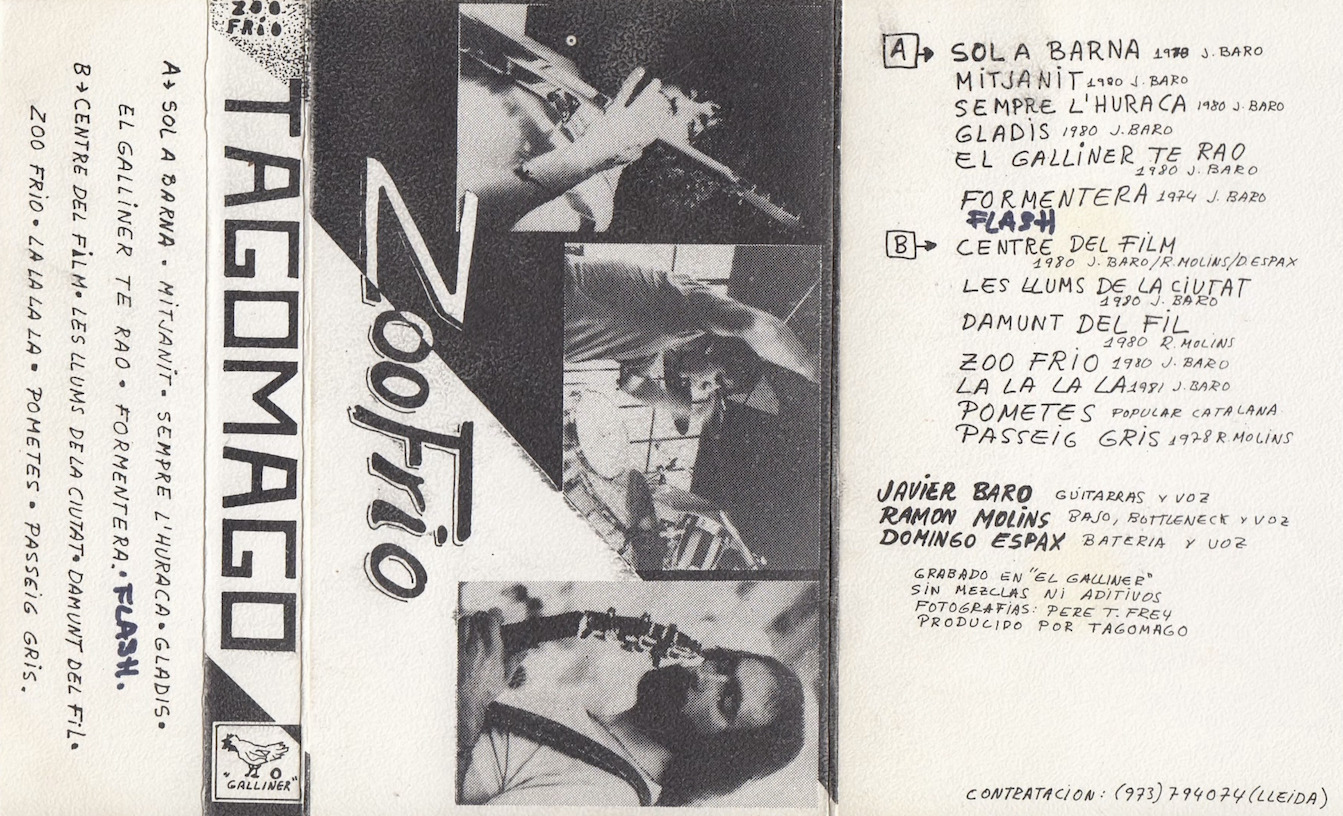 A→ SOL A BARNA • MITJANIT • SEMPRE L'HURACA • GLADIS •
EL GALLINER TE RAO • FORMENTERA. • FLASH.
B→ CENTRE DEL FILM • LES LLUMS DE LA CIUTAT • DAMUNT DEL FIL •
ZOO FRIO • LA LA LA LA • POMETES • PASSEIG GRIS.
ZOO
FRIO
TAGOMAGO
"GALLINER"
ZOO FRIO
A→ SOL A BARNA 1978 J. BARO
MITJANIT 1980 J. BARO
SEMPRE L'HURACA 1980 J. BARO
GLADIS 1980 J. BARO
EL GALLINER TE RAO
1980 J. BARO
FORMENTERA 1974 J. BARO
FLASH
B→ CENTRE DEL FILM
1980 J. BARO/R. MOLINS/D. ESPAX
LES LLUMS DE LA CIUTAT
1980 J. BARO
DAMUNT DEL FIL
1980 R. MOLINS
ZOO FRIO 1980 J. BARO
LA LA LA LA 1981 J. BARO
POMETES POPULAR CATALANA
PASSEIG GRIS 1978 R. MOLINS
JAVIER BARO GUITARRAS Y VOZ
RAMON MOLINS BAJO, BOTTLENECK Y VOZ
DOMINGO ESPAX BATERIA Y VOZ
GRABADO EN "EL GALLINER"
SIN MEZCLAS NI ADITIVOS
FOTOGRAFIAS: PERE T. FREY
PRODUCIDO POR TAGOMAGO
CONTRATACION: (973) 794074 (LLEIDA)